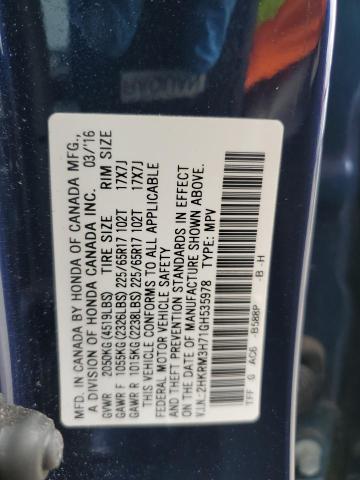 MFD. IN CANADA BY HONDA OF CANADA MFG.,
A DIVISION OF HONDA CANADA INC. 03/16
GVWR 2050KG(4519LBS) TIRE SIZE RIM SIZE
GAWR F 1055KG(2326LBS) 225/65R17 102T 17X7J
GAWR R 1015KG(2238LBS) 225/65R17 102T 17X7J
THIS VEHICLE CONFORMS TO ALL APPLICABLE
FEDERAL MOTOR VEHICLE SAFETY
AND THEFT PREVENTION STANDARDS IN EFFECT
ON THE DATE OF MANUFACTURE SHOWN ABOVE.
V.I.N.:2HKRM3H71GH535978 TYPE: MPV
TFF G AC6 - B588P -B -H